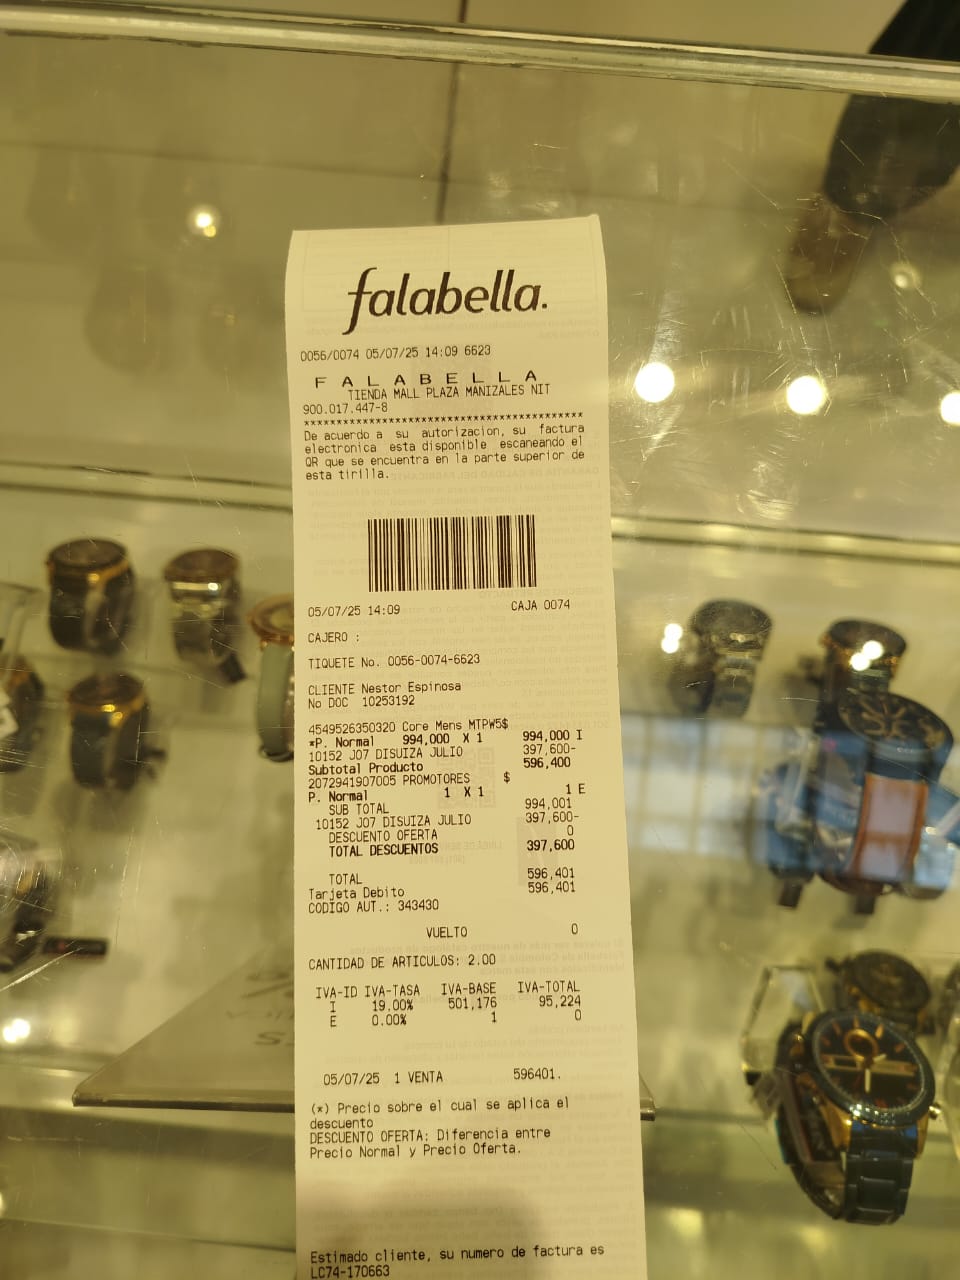 falabella.
0056/0074 05/07/25 14:09 6623
F A L A B E L L A
TIENDA MALL PLAZA MANIZALES NIT
900.017.447-8
*******************************************
De acuerdo a su autorizacion, su factura
electronica esta disponible escaneando el
QR que se encuentra en la parte superior de
esta tirilla.
05/07/25 14:09 CAJA 0074
CAJERO :
TIQUETE No. 0056-0074-6623
CLIENTE Nestor Espinosa
No DOC 10253192
4549526350320 Core Mens MTPW5$
*P. Normal 994,000 X 1 994,000 I
10152 J07 DISUIZA JULIO 397,600-
Subtotal Producto 596,400
2072941907005 PROMOTORES $
P. Normal 1 X 1 1 E
SUB TOTAL 994,001
10152 J07 DISUIZA JULIO 397,600-
DESCUENTO OFERTA 0
TOTAL DESCUENTOS 397,600
TOTAL 596,401
Tarjeta Debito 596,401
CODIGO AUT.: 343430
VUELTO 0
CANTIDAD DE ARTICULOS: 2.00
IVA-ID IVA-TASA IVA-BASE IVA-TOTAL
I 19.00% 501,176 95,224
E 0.00% 1 0
05/07/25 1 VENTA 596401.
(*) Precio sobre el cual se aplica el
descuento
DESCUENTO OFERTA: Diferencia entre
Precio Normal y Precio Oferta.
Estimado cliente, su numero de factura es
LC74-170663